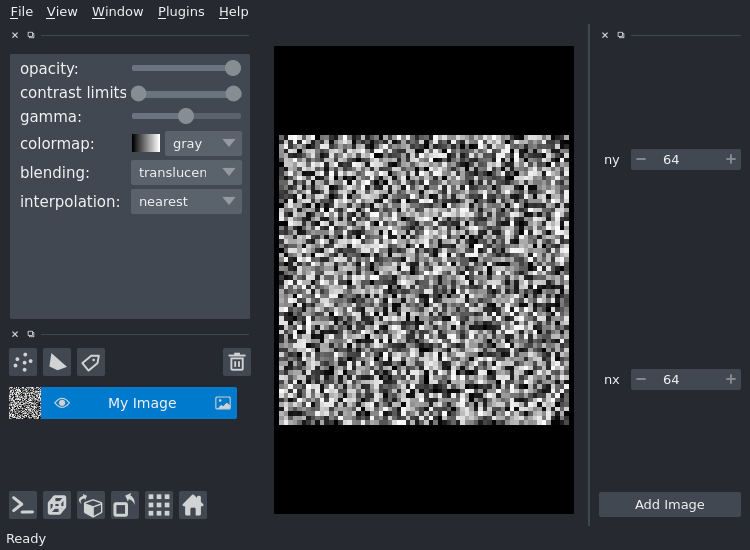 File View Window Plugins Help
opacity:
contrast limits
gamma:
colormap: gray
blending: translucen
interpolation: nearest
My Image
ny 64
nx 64
Add Image
Ready